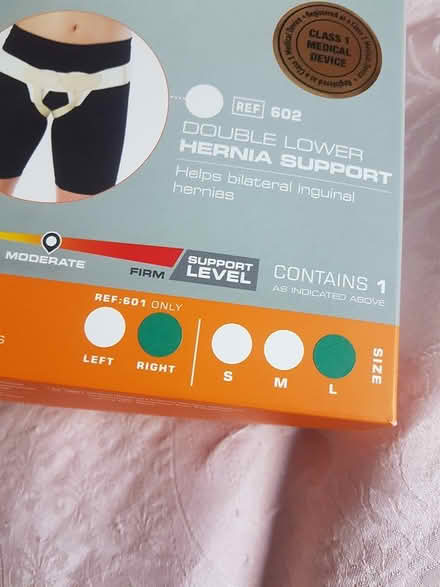 CLASS 1
MEDICAL
DEVICE
REF 602
DOUBLE LOWER
HERNIA SUPPORT
Helps bilateral inguinal
hernias
MODERATE
FIRM
SUPPORT
LEVEL
CONTAINS 1
AS INDICATED ABOVE
REF:601 ONLY
LEFT
RIGHT
S
M
L
SIZE